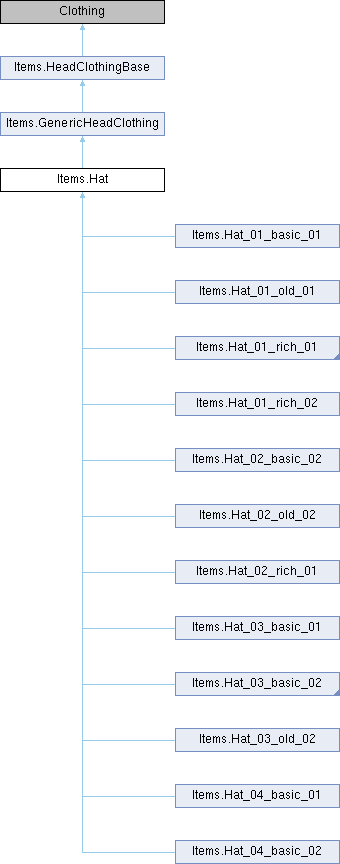 Clothing
Items.HeadClothingBase
Items.GenericHeadClothing
Items.Hat
Items.Hat_01_basic_01
Items.Hat_01_old_01
Items.Hat_01_rich_01
Items.Hat_01_rich_02
Items.Hat_02_basic_02
Items.Hat_02_old_02
Items.Hat_02_rich_01
Items.Hat_03_basic_01
Items.Hat_03_basic_02
Items.Hat_03_old_02
Items.Hat_04_basic_01
Items.Hat_04_basic_02